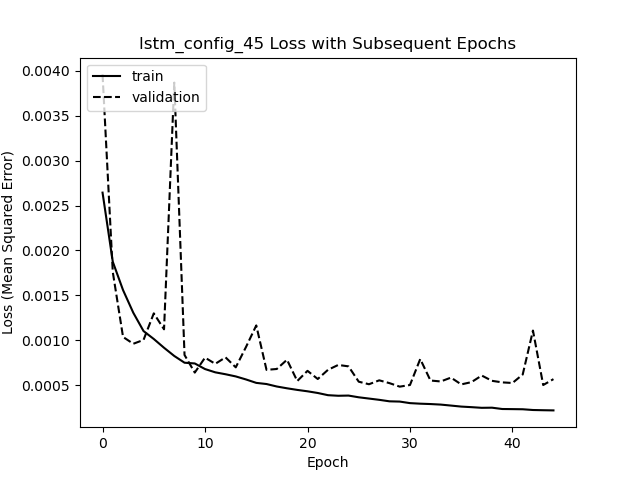 lstm_config_45 Loss with Subsequent Epochs
train
validation
0.0040
0.0035
0.0030
0.0025
0.0020
0.0015
0.0010
0.0005
Loss (Mean Squared Error)
0
10
20
30
40
Epoch